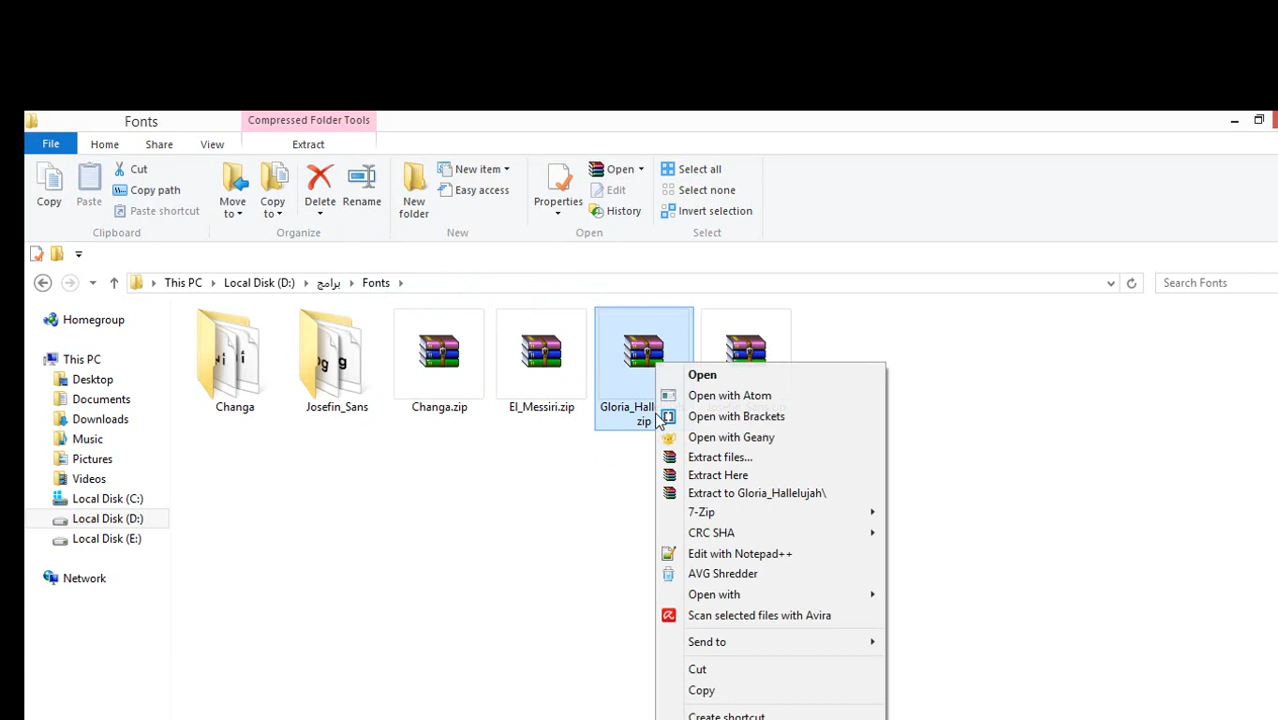 Fonts
Compressed Folder Tools
File
Home
Share
View
Extract
Copy
Paste
Cut
Copy path
Paste shortcut
Clipboard
Move to
Copy to
Delete
Rename
Organize
New folder
New item
Easy access
New
Properties
Open
Edit
History
Open
Select all
Select none
Invert selection
Select
This PC
Local Disk (D:)
برامج
Fonts
Search Fonts
Homegroup
This PC
Desktop
Documents
Downloads
Music
Pictures
Videos
Local Disk (C:)
Local Disk (D:)
Local Disk (E:)
Network
Changa
Josefin_Sans
Changa.zip
El_Messiri.zip
Gloria_Hall
zip
Open
Open with Atom
Open with Brackets
Open with Geany
Extract files...
Extract Here
Extract to Gloria_Hallelujah\
7-Zip
CRC SHA
Edit with Notepad++
AVG Shredder
Open with
Scan selected files with Avira
Send to
Cut
Copy
Create shortcut